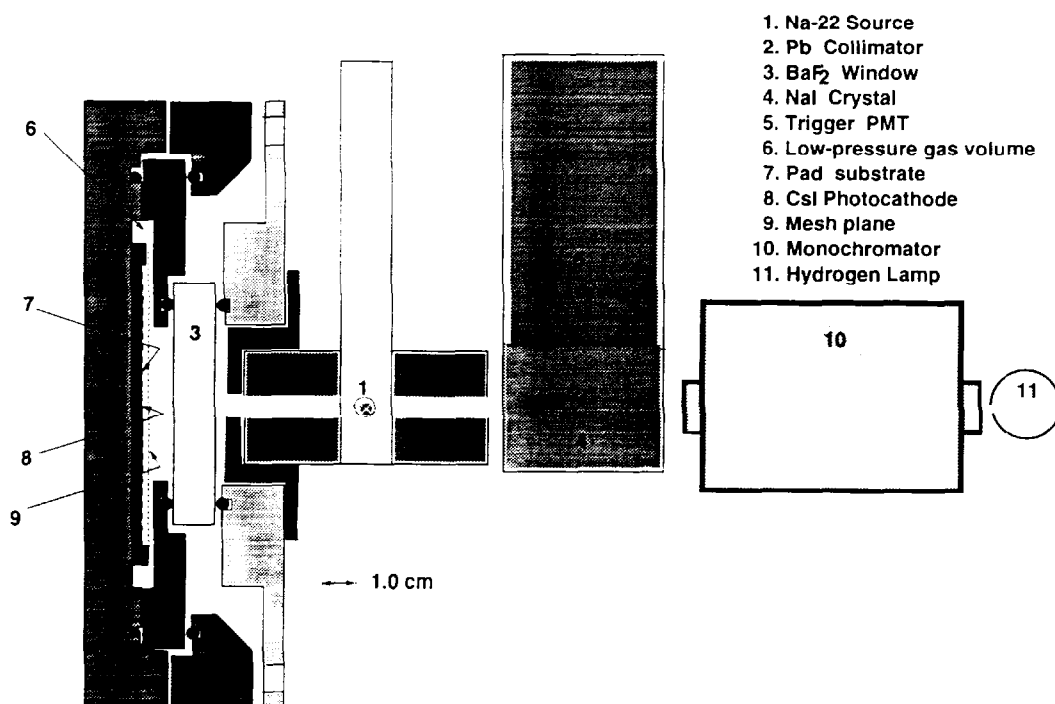 1. Na-22 Source
2. Pb Collimator
3. BaF2 Window
4. NaI Crystal
5. Trigger PMT
6. Low-pressure gas volume
7. Pad substrate
8. CsI Photocathode
9. Mesh plane
10. Monochromator
11. Hydrogen Lamp
6
7
3
1
10
11
8
9
1.0 cm